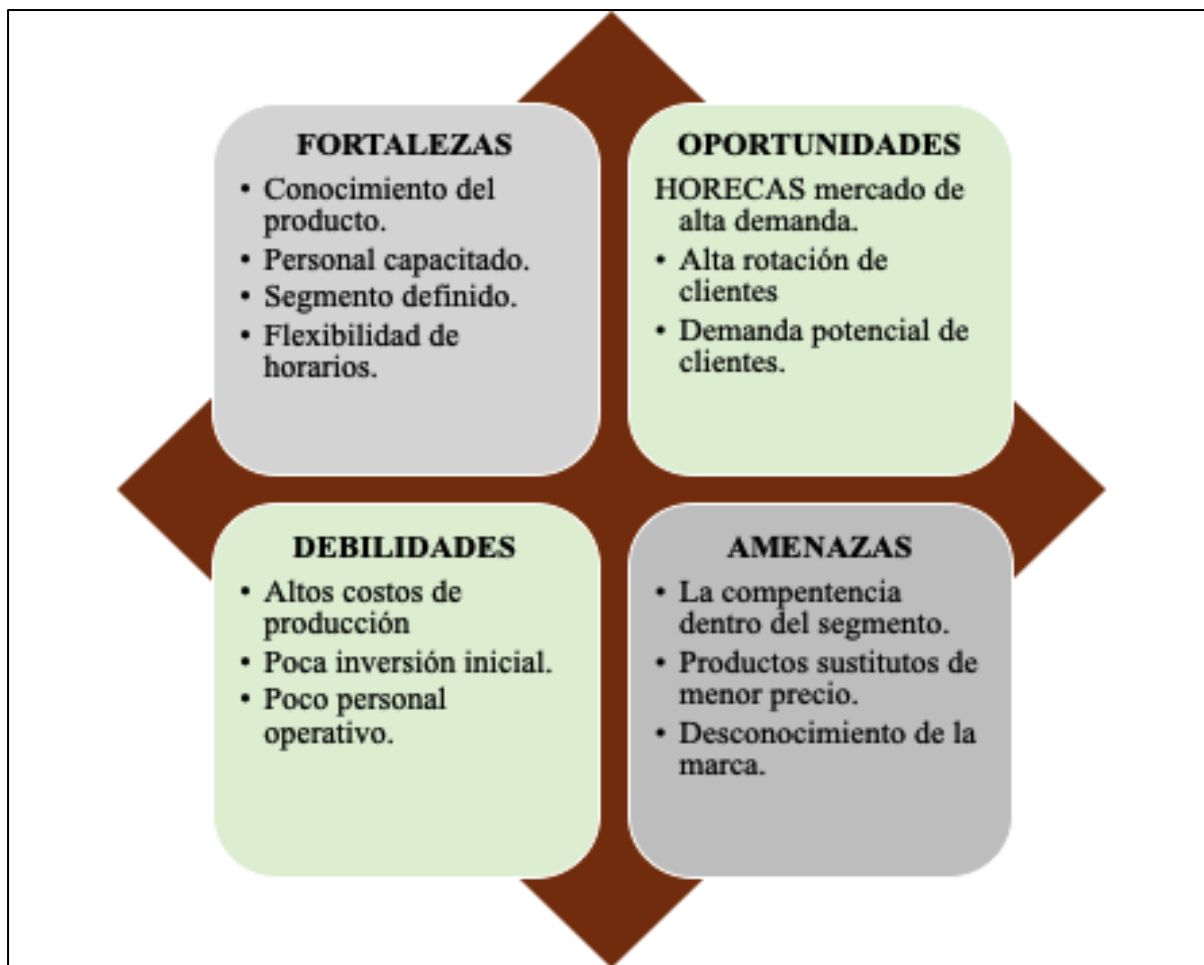 FORTALEZAS
• Conocimiento del
producto.
• Personal capacitado.
• Segmento definido.
• Flexibilidad de
horarios.
OPORTUNIDADES
HORECAS mercado de
alta demanda.
• Alta rotación de
clientes
• Demanda potencial de
clientes.
DEBILIDADES
• Altos costos de
producción
• Poca inversión inicial.
• Poco personal
operativo.
AMENAZAS
• La compentencia
dentro del segmento.
• Productos sustitutos de
menor precio.
• Desconocimiento de la
marca.